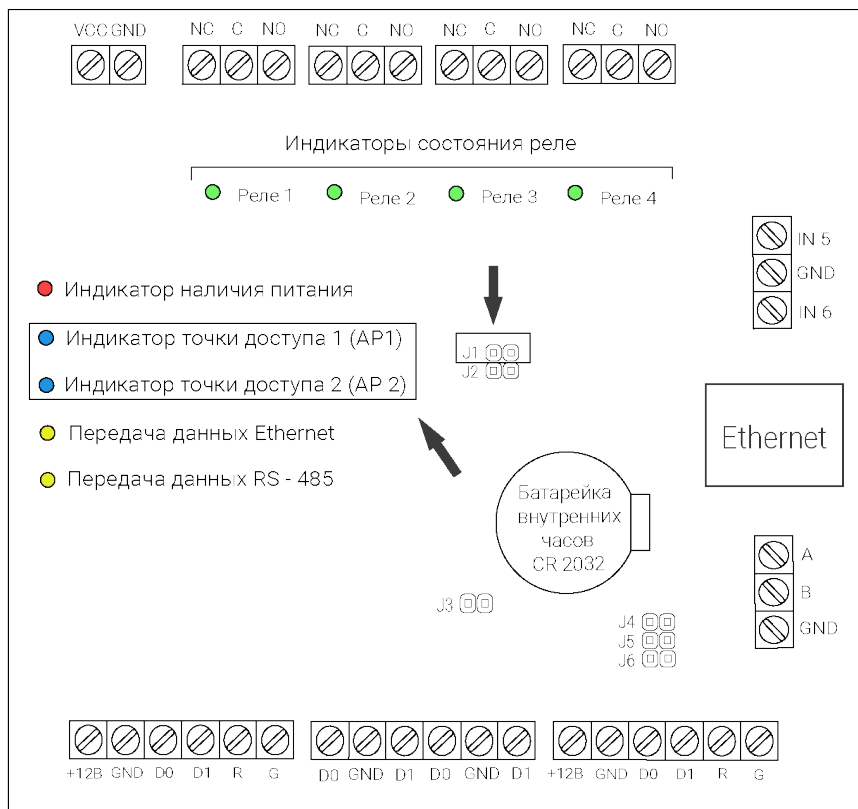 VCC GND NC C NO NC C NO NC C NO NC C NO
Индикаторы состояния реле
Реле 1 Реле 2 Реле 3 Реле 4
IN 5
GND
IN 6
Индикатор наличия питания
Индикатор точки доступа 1 (AP1)
Индикатор точки доступа 2 (AP 2)
Передача данных Ethernet
Передача данных RS - 485
J1
J2
Ethernet
Батарейка
внутренних
часов
CR 2032
A
B
GND
J3
J4
J5
J6
+12В GND D0 D1 R G D0 GND D1 D0 GND D1 +12В GND D0 D1 R G